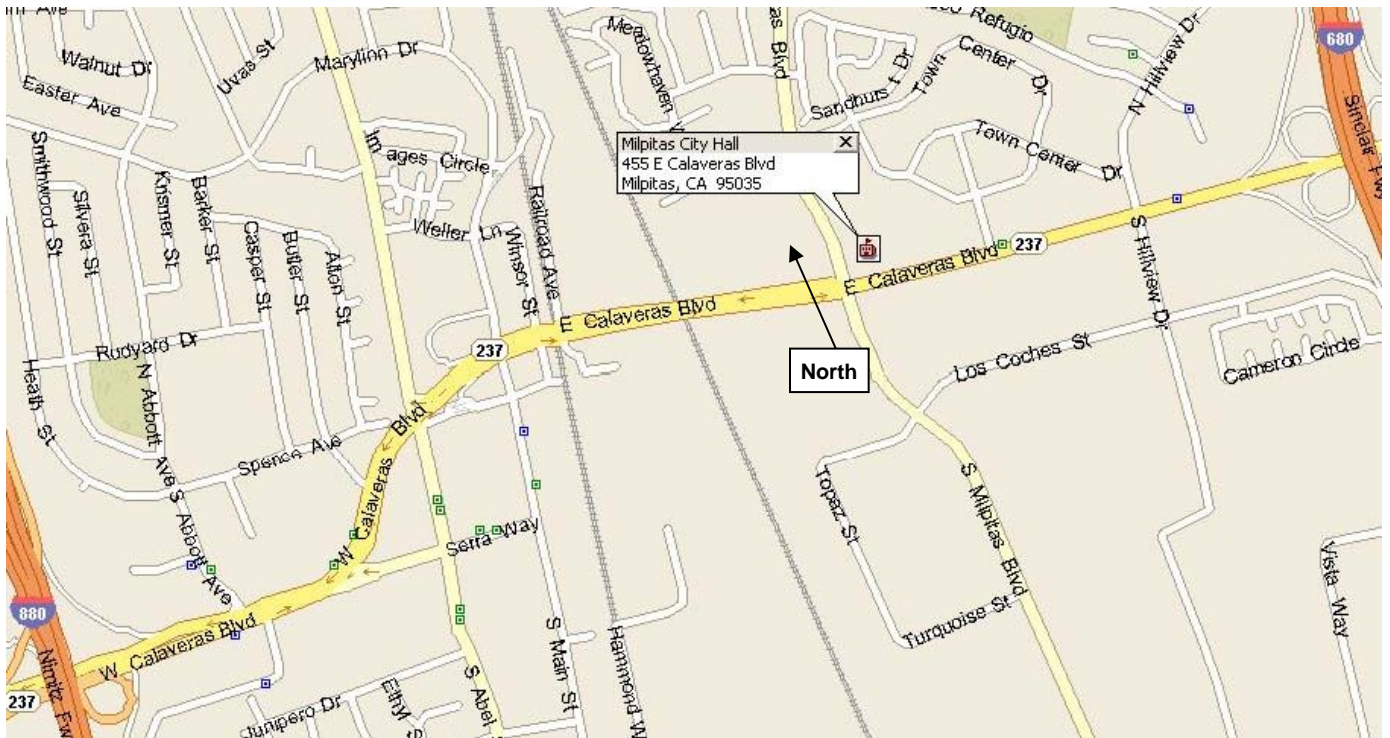 Walnut Dr
Easter Ave
Uvas St
Marylinn Dr
Smithwood St
Silvera St
Krismer St
Barker St
Casper St
Butler St
Alton St
Weller Ln
Winsor St
Railroad Ave
Meadowhaven
as Blvd
Refugio
Sandhurst Dr
Town Center Dr
Town Center Dr
N Hillview Dr
680
Sinclair Fwy
Milpitas City Hall
455 E Calaveras Blvd
Milpitas, CA 95035
Images Circle
E Calaveras Blvd
E Calaveras Blvd
237
S Hillview Dr
North
Los Coches St
Cameron Circle
Rudyard Dr
237
Heath St
N Abbott Ave
S Abbott Ave
Spence Ave
W Calaveras Blvd
Serra Way
Topaz St
S Milpitas Blvd
Turquoise St
Vista Way
880
Nimitz Fw
W Calaveras Blvd
237
Junipero Dr
Ethyl S
S Abel
S Main St
Hammond W